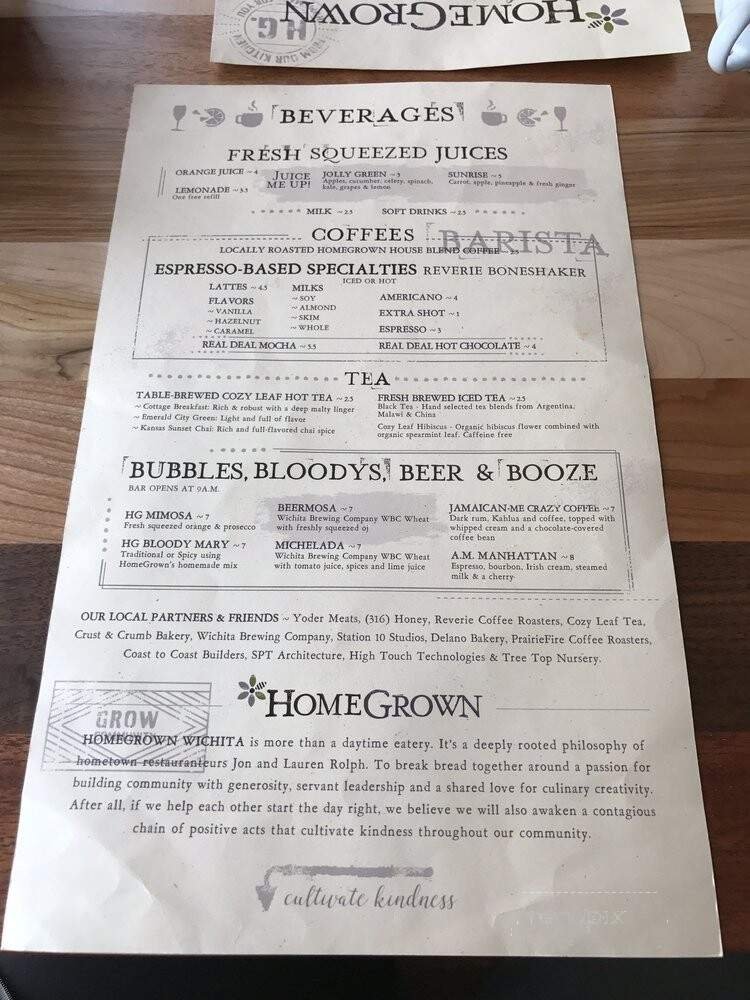 HOMEGROWN
H.G.
BEVERAGES
FRESH SQUEEZED JUICES
ORANGE JUICE ~ 4
LEMONADE ~ 3.5
One free refill
JUICE
ME UP!
JOLLY GREEN ~ 5
Apples, cucumber, celery, spinach,
kale, grapes & lemon
SUNRISE ~ 5
Carrot, apple, pineapple & fresh ginger
MILK ~ 2.5 SOFT DRINKS ~ 2.5
COFFEES
BARISTA
LOCALLY ROASTED HOMEGROWN HOUSE BLEND COFFEE ~ 2.5
ESPRESSO-BASED SPECIALTIES REVERIE BONESHAKER
ICED OR HOT
LATTES ~ 4.5
FLAVORS
~ VANILLA
~ HAZELNUT
~ CARAMEL
MILKS
~ SOY
~ ALMOND
~ SKIM
~ WHOLE
AMERICANO ~ 4
EXTRA SHOT ~ 1
ESPRESSO ~ 3
REAL DEAL MOCHA ~ 5.5 REAL DEAL HOT CHOCOLATE ~ 4
TEA
TABLE-BREWED COZY LEAF HOT TEA ~ 2.5
~ Cottage Breakfast: Rich & robust with a deep malty linger
~ Emerald City Green: Light and full of flavor
~ Kansas Sunset Chai: Rich and full-flavored chai spice
FRESH BREWED ICED TEA ~ 2.5
Black Tea - Hand selected tea blends from Argentina,
Malawi & China
Cozy Leaf Hibiscus - Organic hibiscus flower combined with
organic spearmint leaf. Caffeine free
BUBBLES, BLOODYS, BEER & BOOZE
BAR OPENS AT 9A.M.
HG MIMOSA ~ 7
Fresh squeezed orange & prosecco
HG BLOODY MARY ~ 7
Traditional or Spicy using
HomeGrown's homemade mix
BEERMOSA ~ 7
Wichita Brewing Company WBC Wheat
with freshly squeezed oj
MICHELADA ~ 7
Wichita Brewing Company WBC Wheat
with tomato juice, spices and lime juice
JAMAICAN-ME CRAZY COFFEE ~ 7
Dark rum, Kahlua and coffee, topped with
whipped cream and a chocolate-covered
coffee bean
A.M. MANHATTAN ~ 8
Espresso, bourbon, Irish cream, steamed
milk & a cherry
OUR LOCAL PARTNERS & FRIENDS ~ Yoder Meats, (316) Honey, Reverie Coffee Roasters, Cozy Leaf Tea,
Crust & Crumb Bakery, Wichita Brewing Company, Station 10 Studios, Delano Bakery, PrairieFire Coffee Roasters,
Coast to Coast Builders, SPT Architecture, High Touch Technologies & Tree Top Nursery.
HOMEGROWN
GROW
COMMUNITY
HOMEGROWN WICHITA is more than a daytime eatery. It's a deeply rooted philosophy of
hometown restauranteurs Jon and Lauren Rolph. To break bread together around a passion for
building community with generosity, servant leadership and a shared love for culinary creativity.
After all, if we help each other start the day right, we believe we will also awaken a contagious
chain of positive acts that cultivate kindness throughout our community.
cultivate kindness